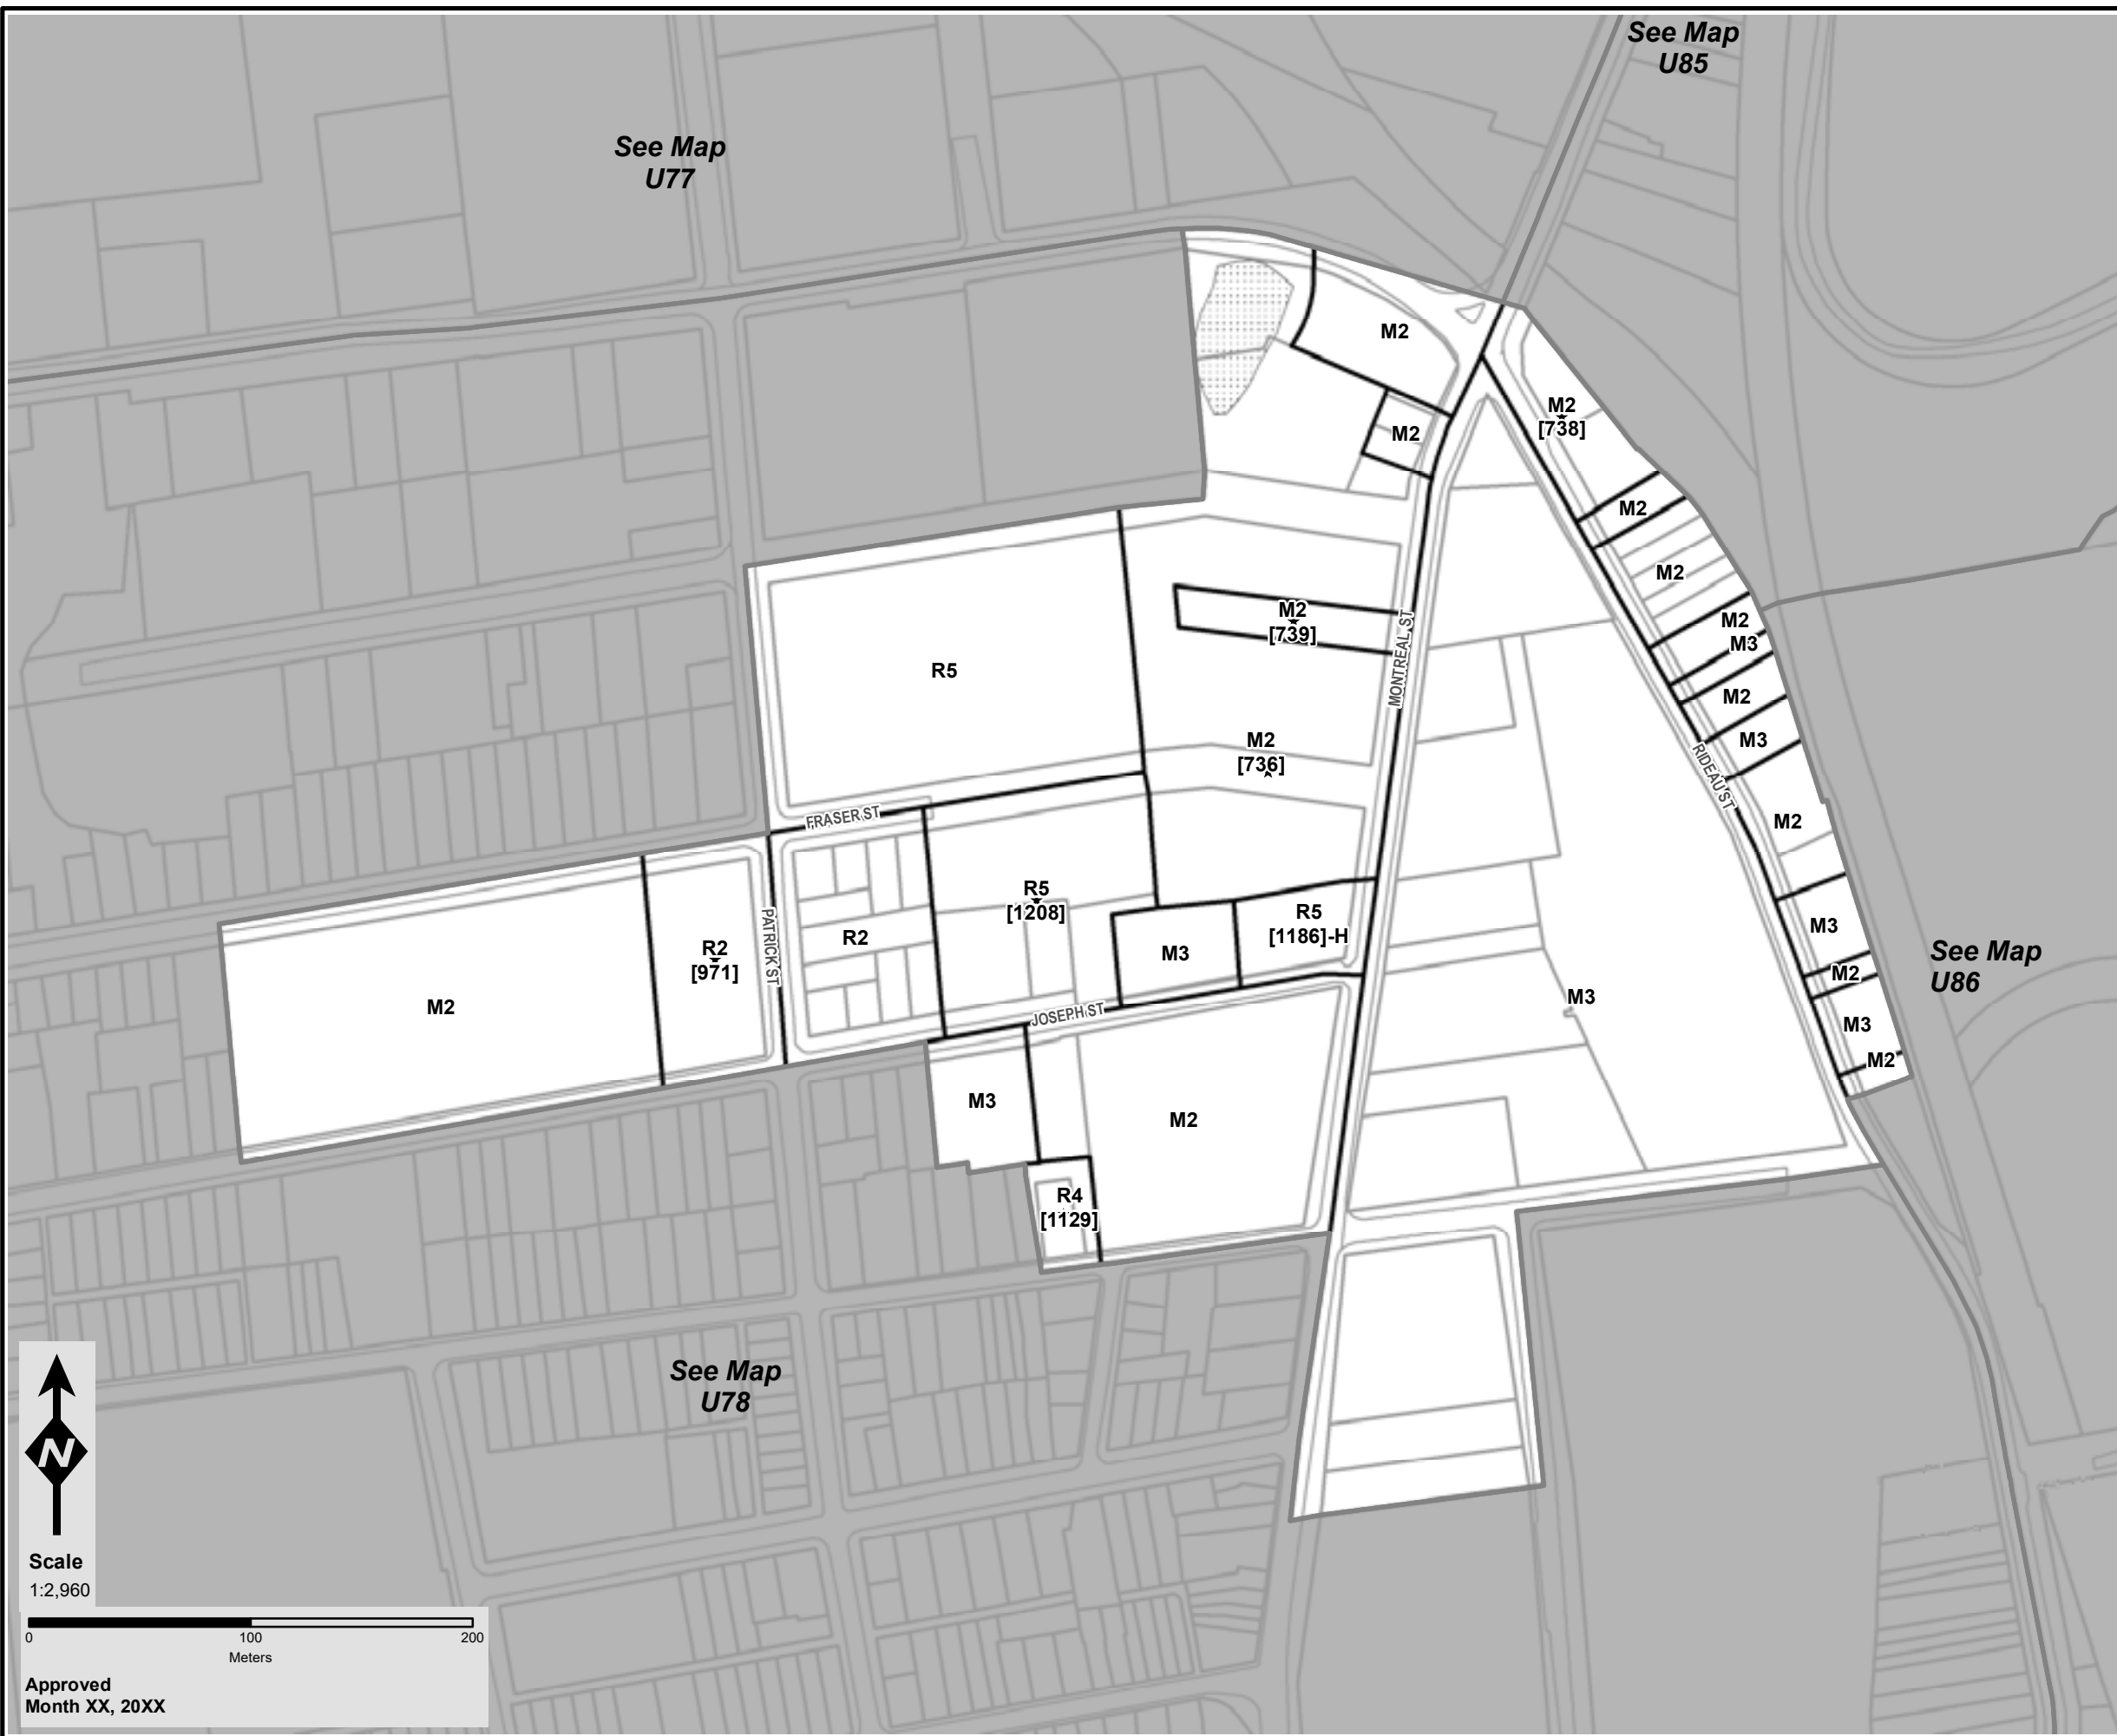 See Map
U85
See Map
U77
M2
M2
[738]
M2
M2
M2
M2
[739]
M2
M3
MONTREAL ST
R5
M2
M2
[736]
M3
RIDEAU ST
FRASER ST
M2
R5
[1208]
R5
[1186]-H
M3
R2
R2
[971]
PATRICK ST
M3
See Map
U86
M2
M2
M3
JOSEPH ST
M3
M2
M3
M2
R4
[1129]
See Map
U78
N
Scale
1:2,960
0 100 200
Meters
Approved
Month XX, 20XX